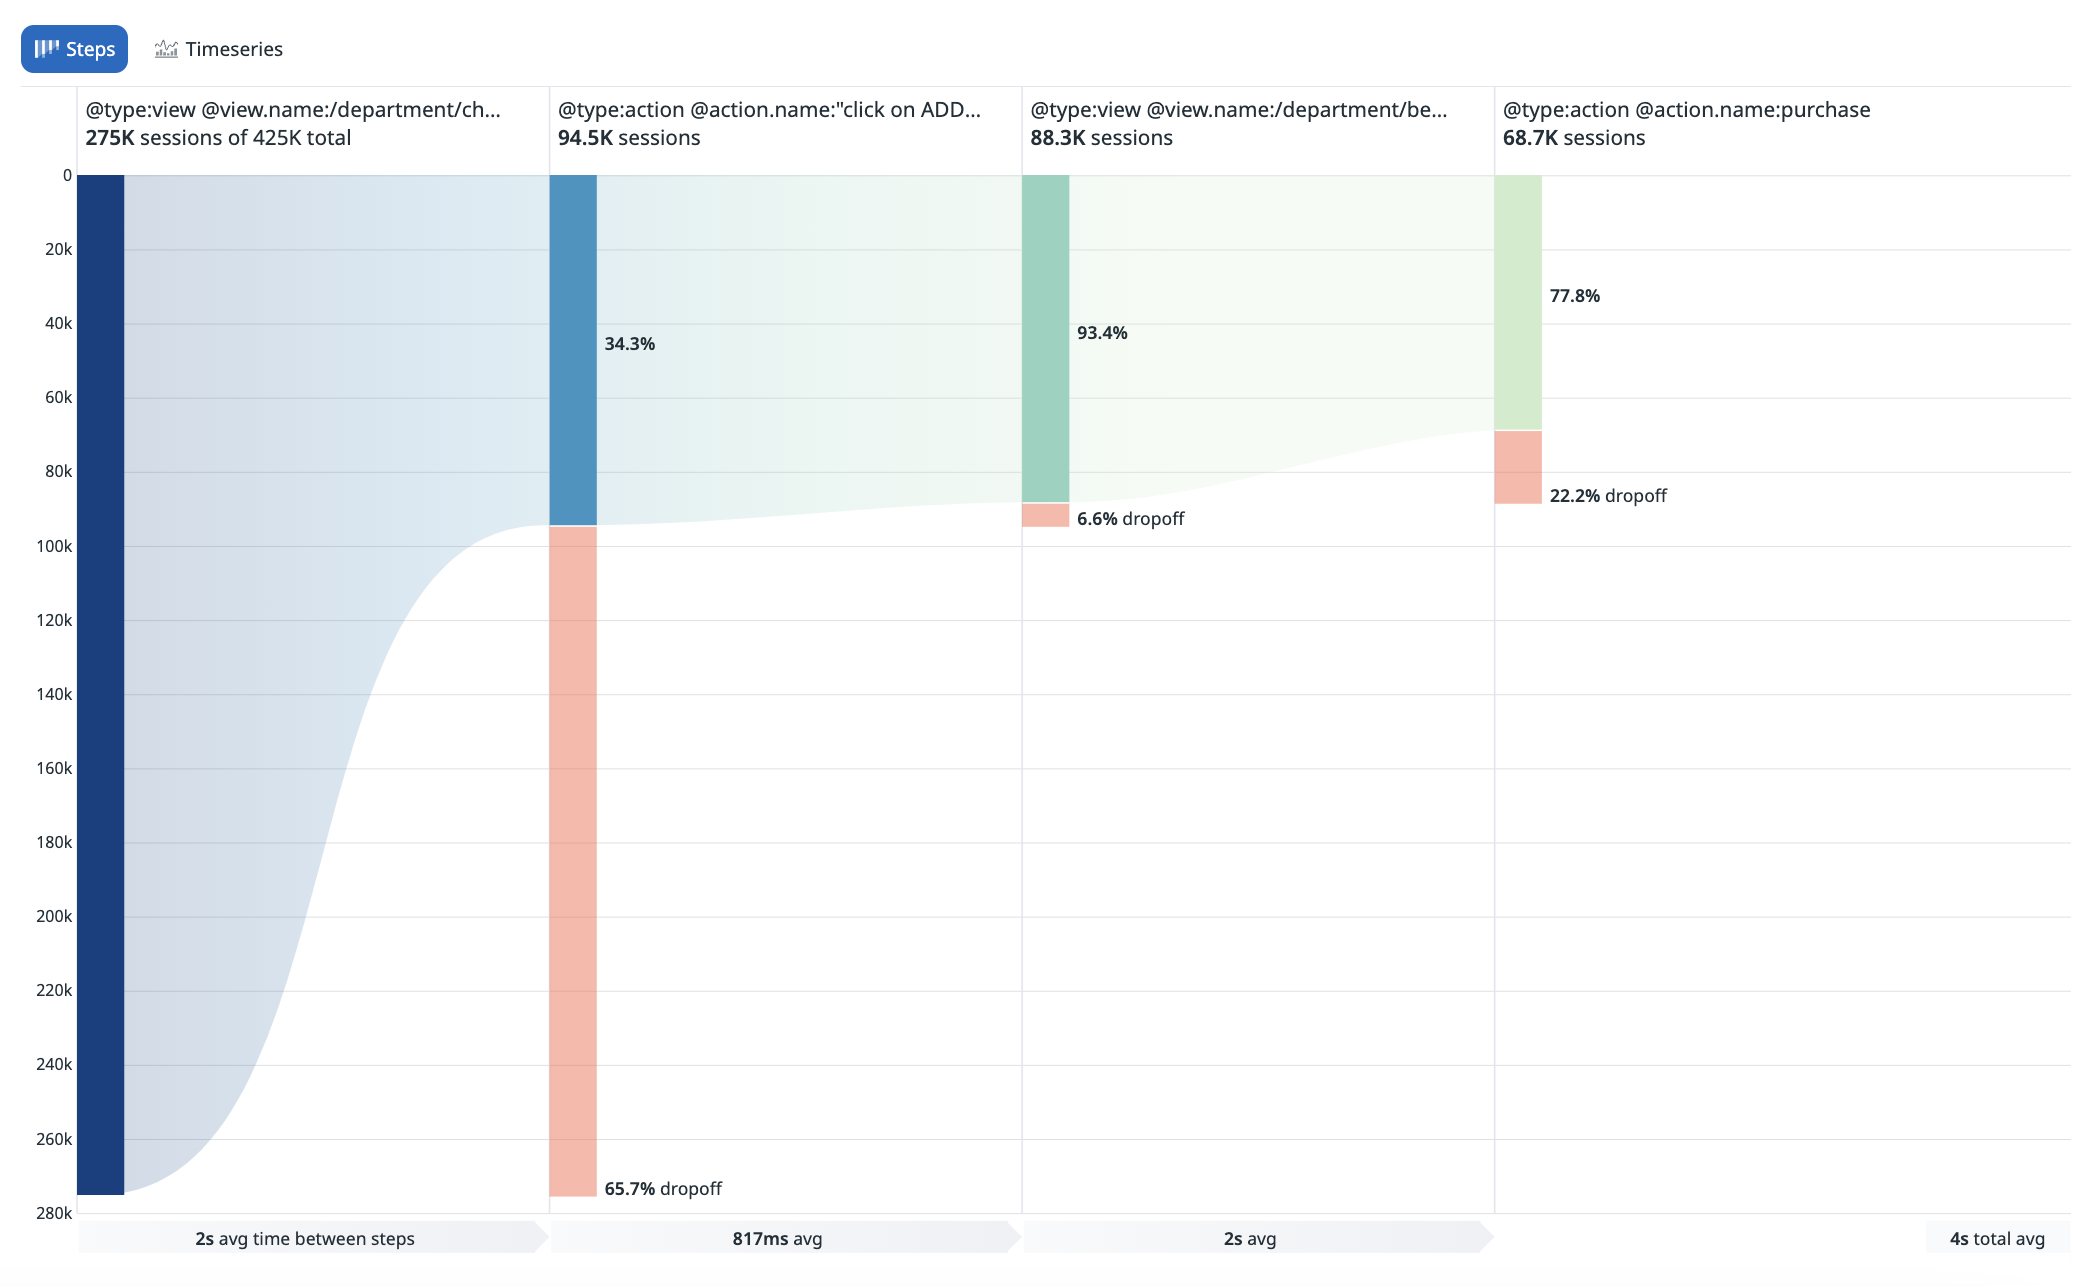 Steps
Timeseries
@type:view @view.name:/department/ch...
275K sessions of 425K total
@type:action @action.name:"click on ADD...
94.5K sessions
@type:view @view.name:/department/be...
88.3K sessions
@type:action @action.name:purchase
68.7K sessions
0
20k
40k
60k
80k
100k
120k
140k
160k
180k
200k
220k
240k
260k
280k
34.3%
65.7% dropoff
93.4%
6.6% dropoff
77.8%
22.2% dropoff
2s avg time between steps
817ms avg
2s avg
4s total avg